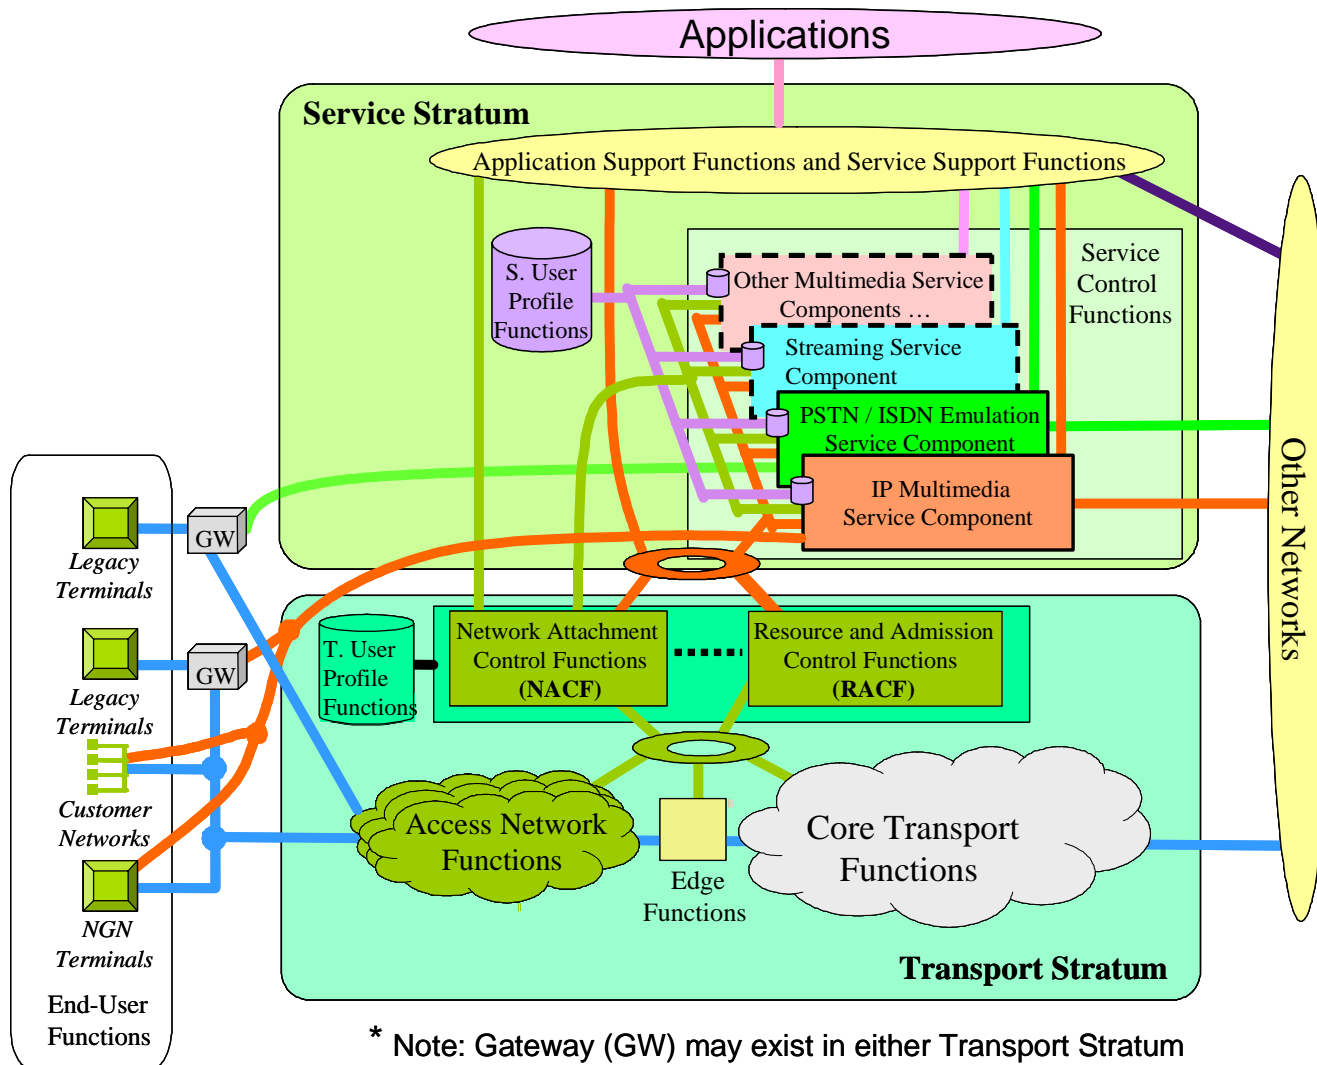 Applications
Service Stratum
Application Support Functions and Service Support Functions
S. User
Profile
Functions
Service
Control
Functions
Other Multimedia Service
Components …
Streaming Service
Component
PSTN / ISDN Emulation
Service Component
IP Multimedia
Service Component
Other Networks
GW
Legacy
Terminals
GW
Legacy
Terminals
Customer
Networks
NGN
Terminals
End-User
Functions
T. User
Profile
Functions
Network Attachment
Control Functions
(NACF)
Resource and Admission
Control Functions
(RACF)
Access Network
Functions
Edge
Functions
Core Transport
Functions
Transport Stratum
* Note: Gateway (GW) may exist in either Transport Stratum